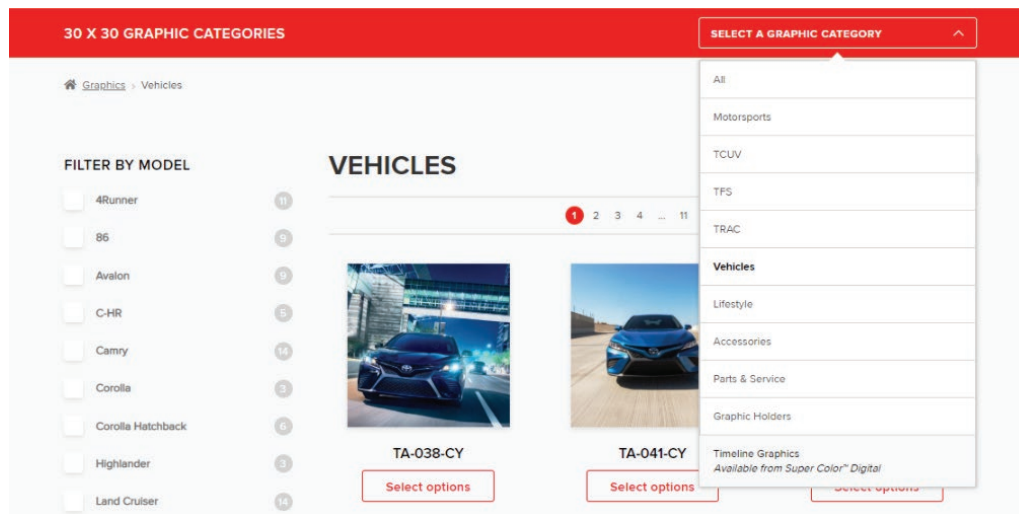 30 X 30 GRAPHIC CATEGORIES
SELECT A GRAPHIC CATEGORY
Graphics > Vehicles
All
Motorsports
TCUV
TFS
TRAC
Vehicles
Lifestyle
Accessories
Parts & Service
Graphic Holders
Timeline Graphics
Available from Super Color™ Digital
FILTER BY MODEL
4Runner 11
86 9
Avalon 9
C-HR 5
Camry 14
Corolla 3
Corolla Hatchback 6
Highlander 3
Land Cruiser 14
VEHICLES
1 2 3 4 ... 11
TA-038-CY
Select options
TA-041-CY
Select options
Select options